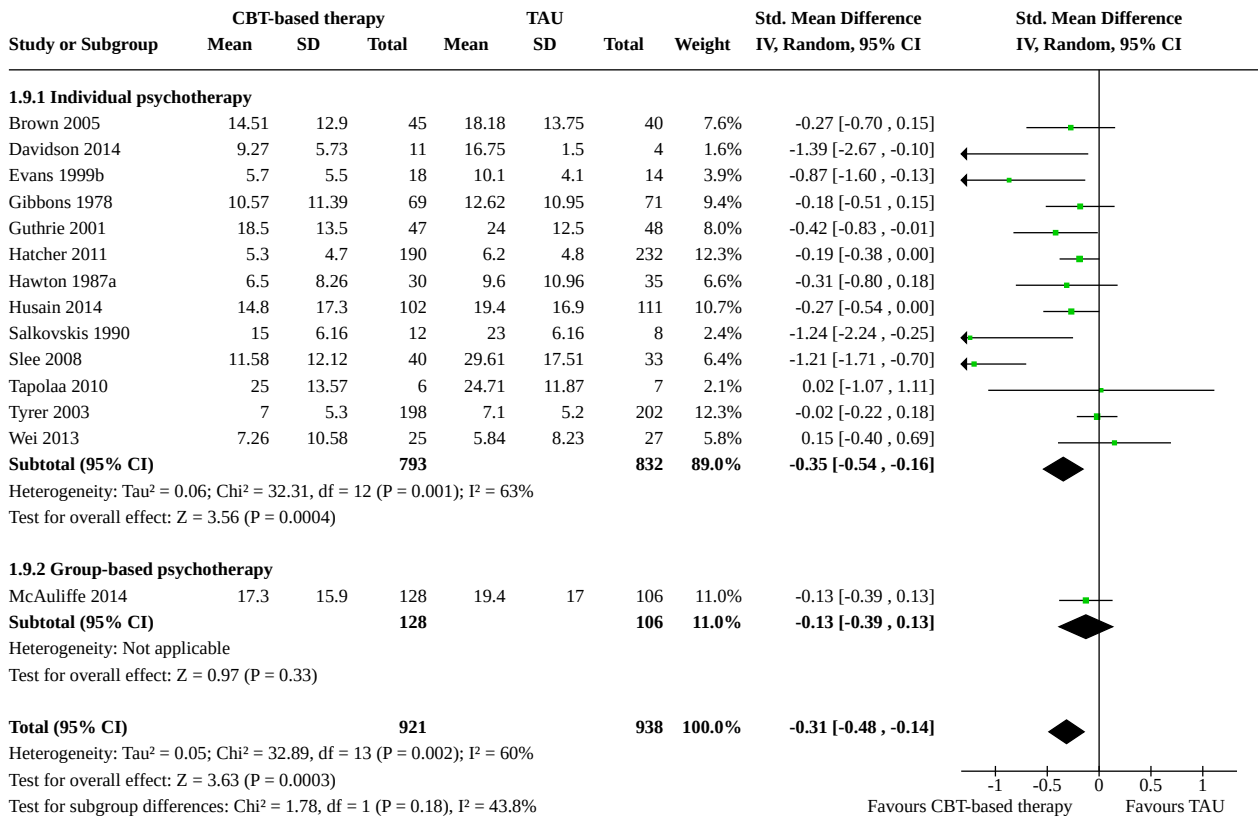 CBT-based therapy TAU Std. Mean Difference Std. Mean Difference
Study or Subgroup Mean SD Total Mean SD Total Weight IV, Random, 95% CI IV, Random, 95% CI
1.9.1 Individual psychotherapy
Brown 2005 14.51 12.9 45 18.18 13.75 40 7.6% -0.27 [-0.70 , 0.15]
Davidson 2014 9.27 5.73 11 16.75 1.5 4 1.6% -1.39 [-2.67 , -0.10]
Evans 1999b 5.7 5.5 18 10.1 4.1 14 3.9% -0.87 [-1.60 , -0.13]
Gibbons 1978 10.57 11.39 69 12.62 10.95 71 9.4% -0.18 [-0.51 , 0.15]
Guthrie 2001 18.5 13.5 47 24 12.5 48 8.0% -0.42 [-0.83 , -0.01]
Hatcher 2011 5.3 4.7 190 6.2 4.8 232 12.3% -0.19 [-0.38 , 0.00]
Hawton 1987a 6.5 8.26 30 9.6 10.96 35 6.6% -0.31 [-0.80 , 0.18]
Husain 2014 14.8 17.3 102 19.4 16.9 111 10.7% -0.27 [-0.54 , 0.00]
Salkovskis 1990 15 6.16 12 23 6.16 8 2.4% -1.24 [-2.24 , -0.25]
Slee 2008 11.58 12.12 40 29.61 17.51 33 6.4% -1.21 [-1.71 , -0.70]
Tapolaa 2010 25 13.57 6 24.71 11.87 7 2.1% 0.02 [-1.07 , 1.11]
Tyrer 2003 7 5.3 198 7.1 5.2 202 12.3% -0.02 [-0.22 , 0.18]
Wei 2013 7.26 10.58 25 5.84 8.23 27 5.8% 0.15 [-0.40 , 0.69]
Subtotal (95% CI) 793 832 89.0% -0.35 [-0.54 , -0.16]
Heterogeneity: Tau² = 0.06; Chi² = 32.31, df = 12 (P = 0.001); I² = 63%
Test for overall effect: Z = 3.56 (P = 0.0004)
1.9.2 Group-based psychotherapy
McAuliffe 2014 17.3 15.9 128 19.4 17 106 11.0% -0.13 [-0.39 , 0.13]
Subtotal (95% CI) 128 106 11.0% -0.13 [-0.39 , 0.13]
Heterogeneity: Not applicable
Test for overall effect: Z = 0.97 (P = 0.33)
Total (95% CI) 921 938 100.0% -0.31 [-0.48 , -0.14]
Heterogeneity: Tau² = 0.05; Chi² = 32.89, df = 13 (P = 0.002); I² = 60%
Test for overall effect: Z = 3.63 (P = 0.0003)
-1 -0.5 0 0.5 1
Test for subgroup differences: Chi² = 1.78, df = 1 (P = 0.18), I² = 43.8%
Favours CBT-based therapy Favours TAU